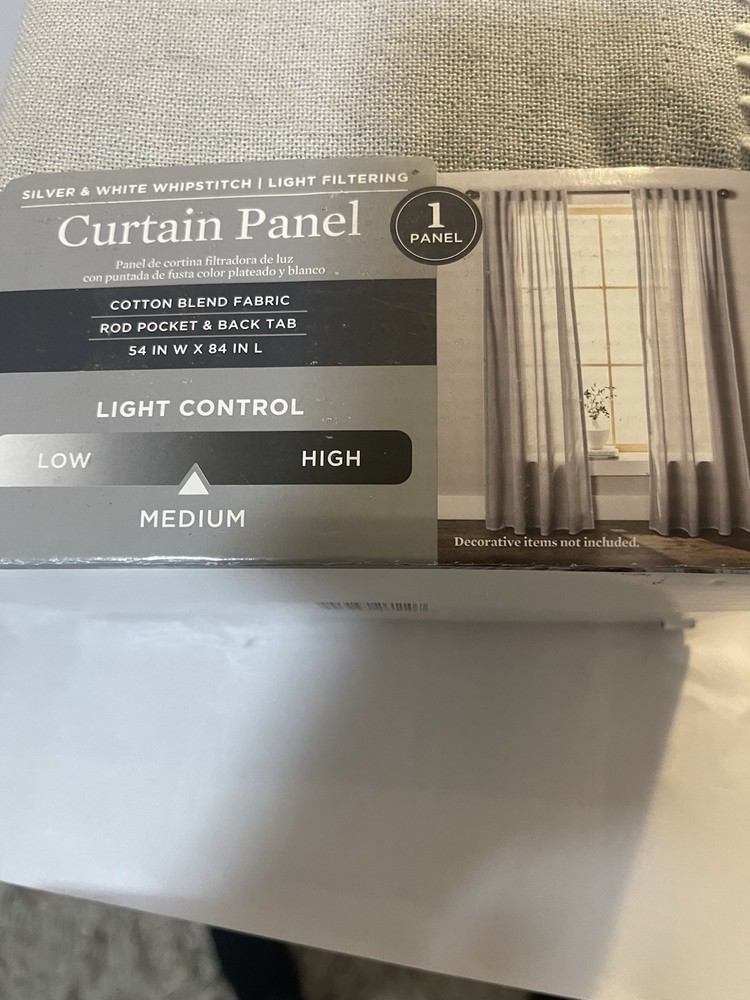 SILVER & WHITE WHIPSTITCH | LIGHT FILTERING
Curtain Panel
1
PANEL
Panel de cortina filtradora de luz
con puntada de fusta color plateado y blanco
COTTON BLEND FABRIC
ROD POCKET & BACK TAB
54 IN W X 84 IN L
LIGHT CONTROL
LOW
HIGH
MEDIUM
Decorative items not included.